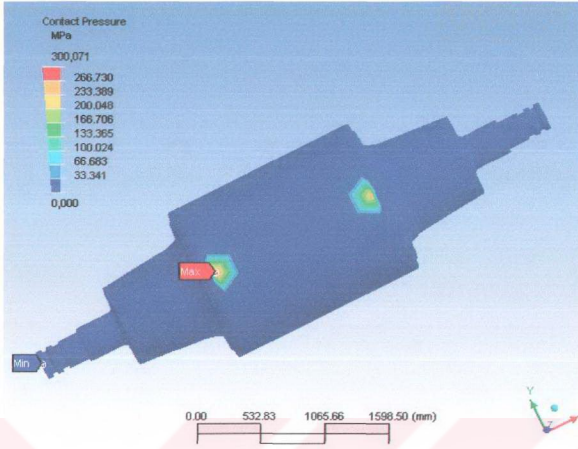 Contact Pressure
MPa
300,071
266.730
233.389
200.048
166.706
133.365
100.024
66.683
33.341
0,000
Max
Min
0.00 532.83 1065.66 1598.50 (mm)
Y
Z